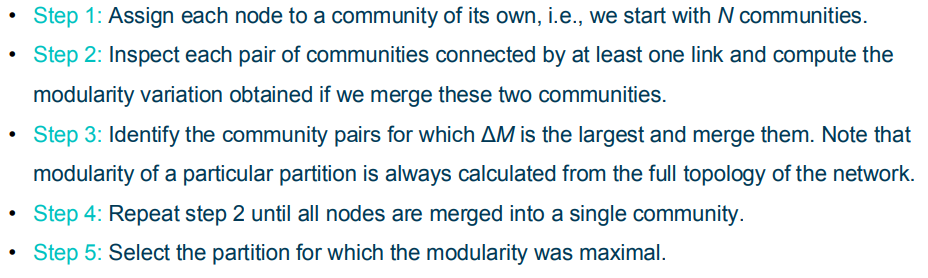 • Step 1: Assign each node to a community of its own, i.e., we start with N communities.
• Step 2: Inspect each pair of communities connected by at least one link and compute the
modularity variation obtained if we merge these two communities.
• Step 3: Identify the community pairs for which ΔM is the largest and merge them. Note that
modularity of a particular partition is always calculated from the full topology of the network.
• Step 4: Repeat step 2 until all nodes are merged into a single community.
• Step 5: Select the partition for which the modularity was maximal.